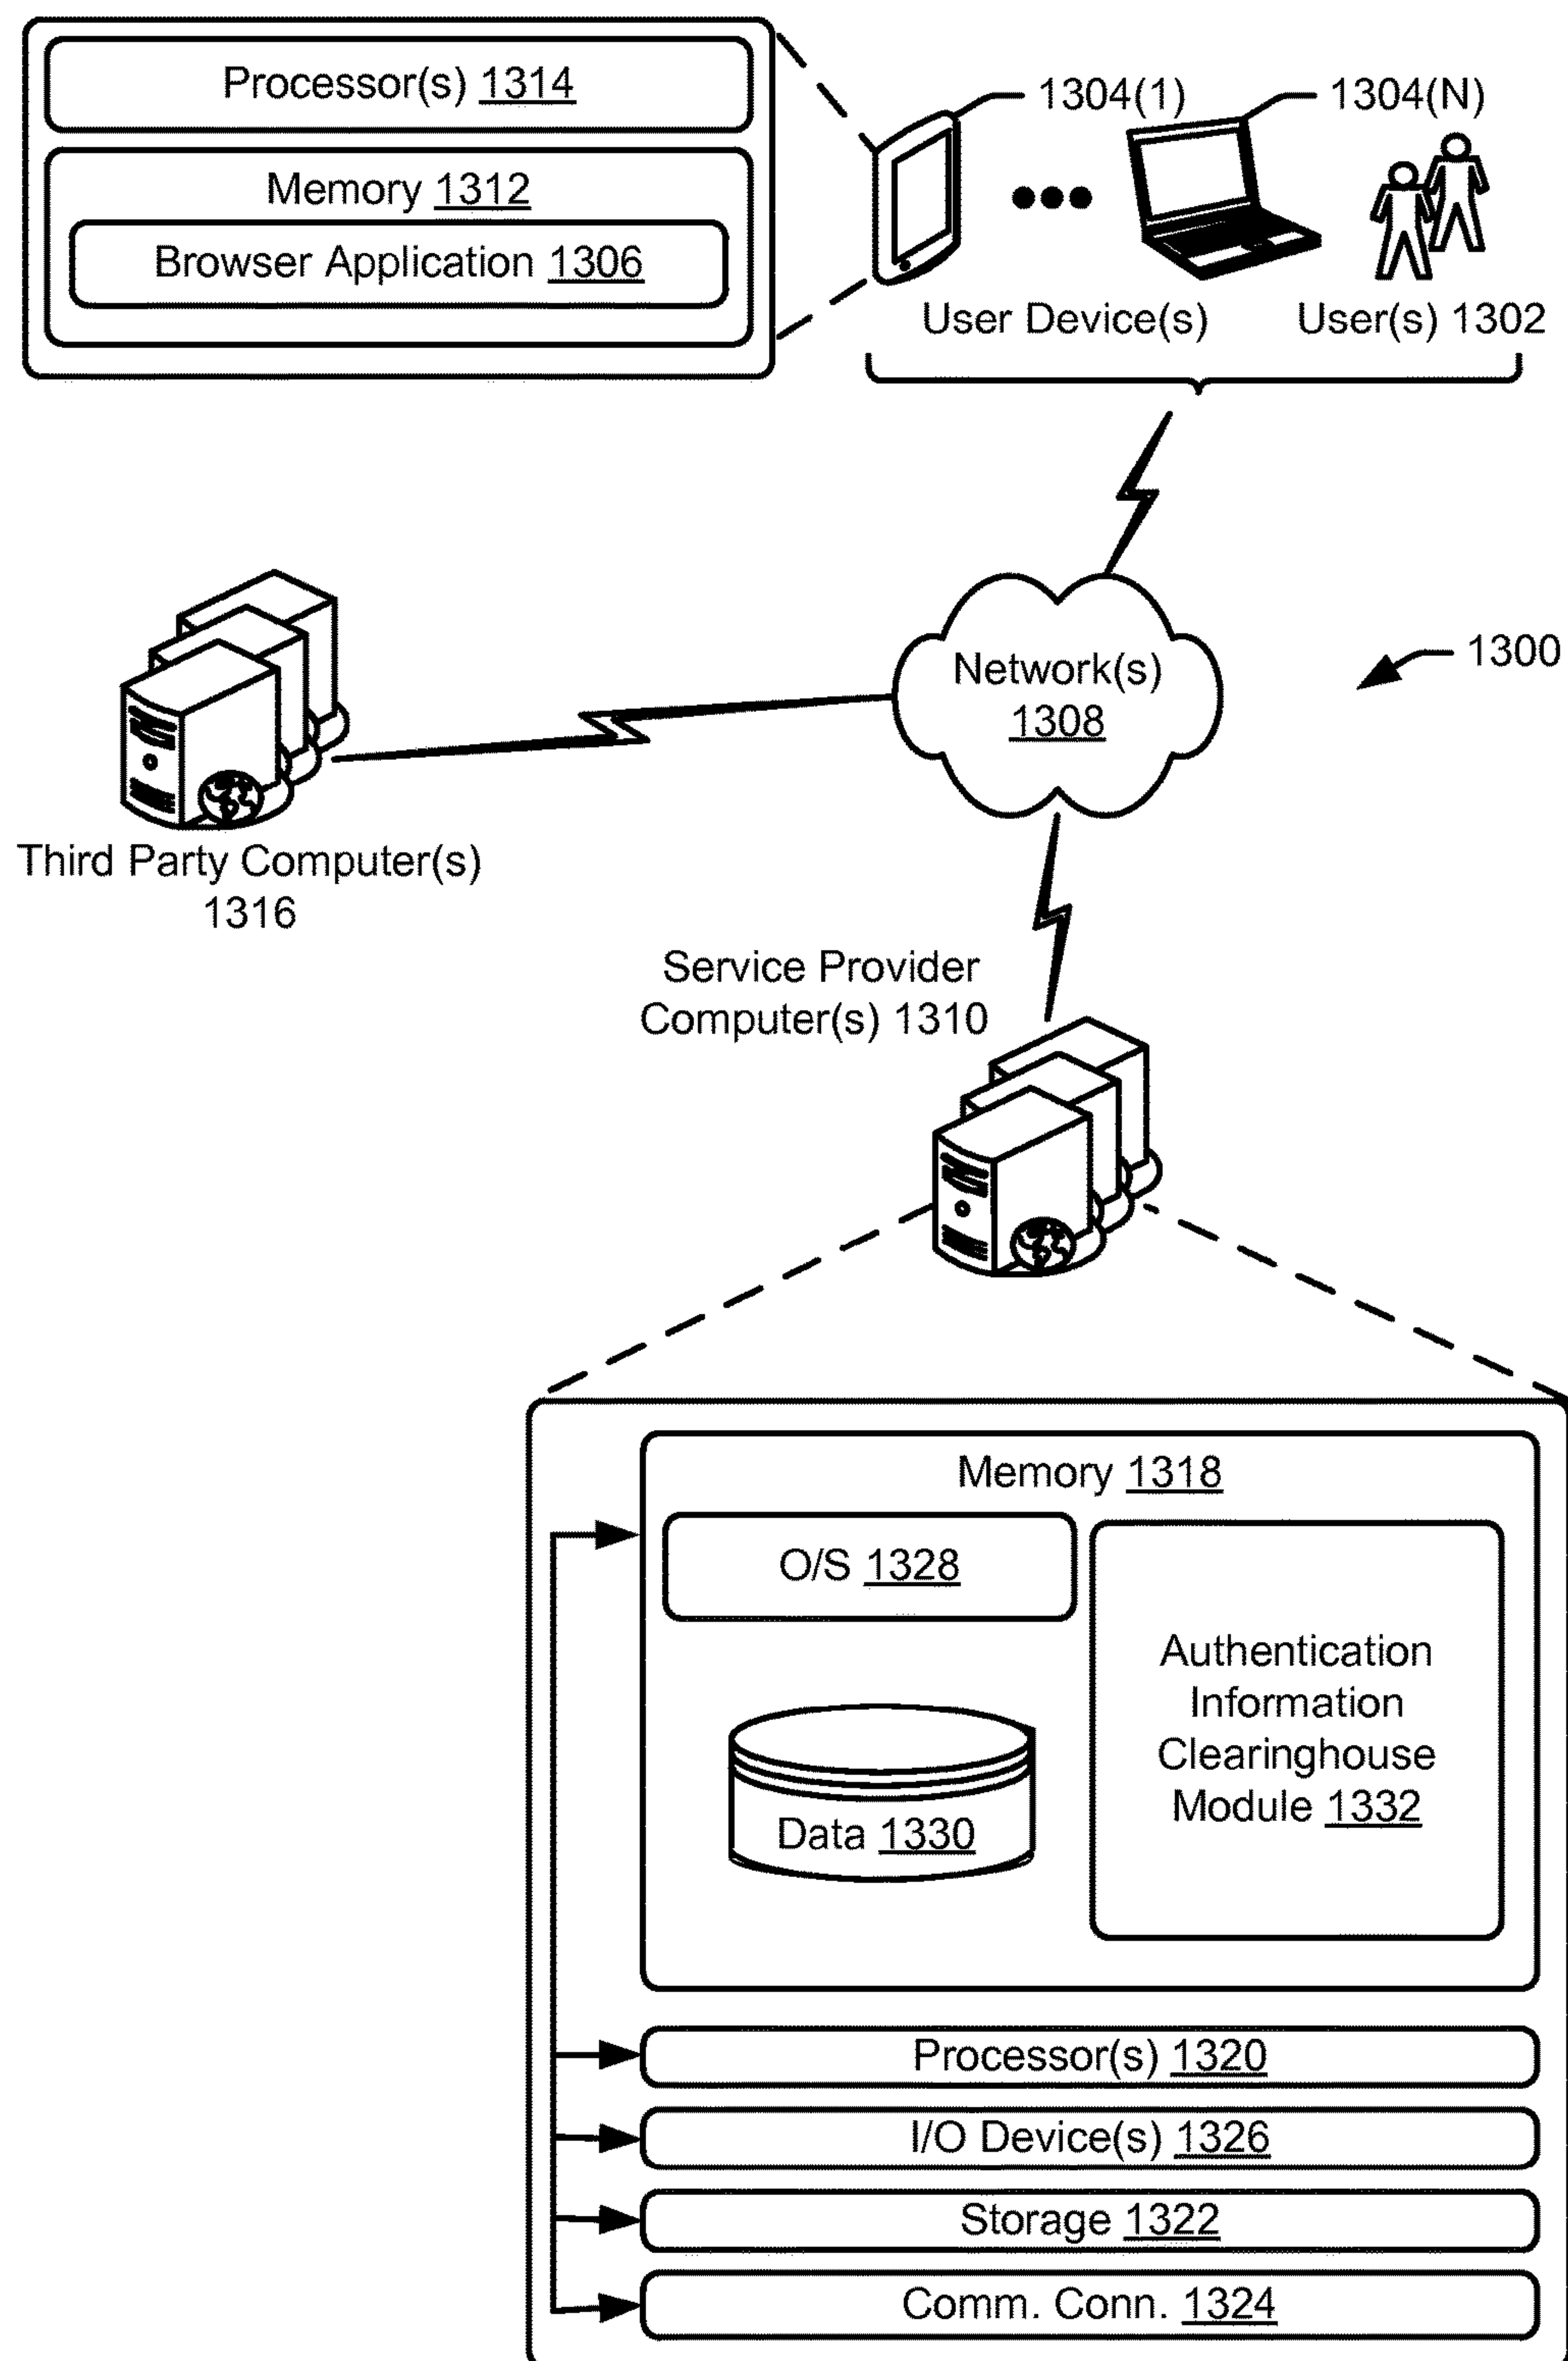 Processor(s) 1314
Memory 1312
Browser Application 1306
1304(1)
1304(N)
User Device(s)
User(s) 1302
Network(s)
1308
1300
Third Party Computer(s)
1316
Service Provider
Computer(s) 1310
Memory 1318
O/S 1328
Data 1330
Authentication
Information
Clearinghouse
Module 1332
Processor(s) 1320
I/O Device(s) 1326
Storage 1322
Comm. Conn. 1324